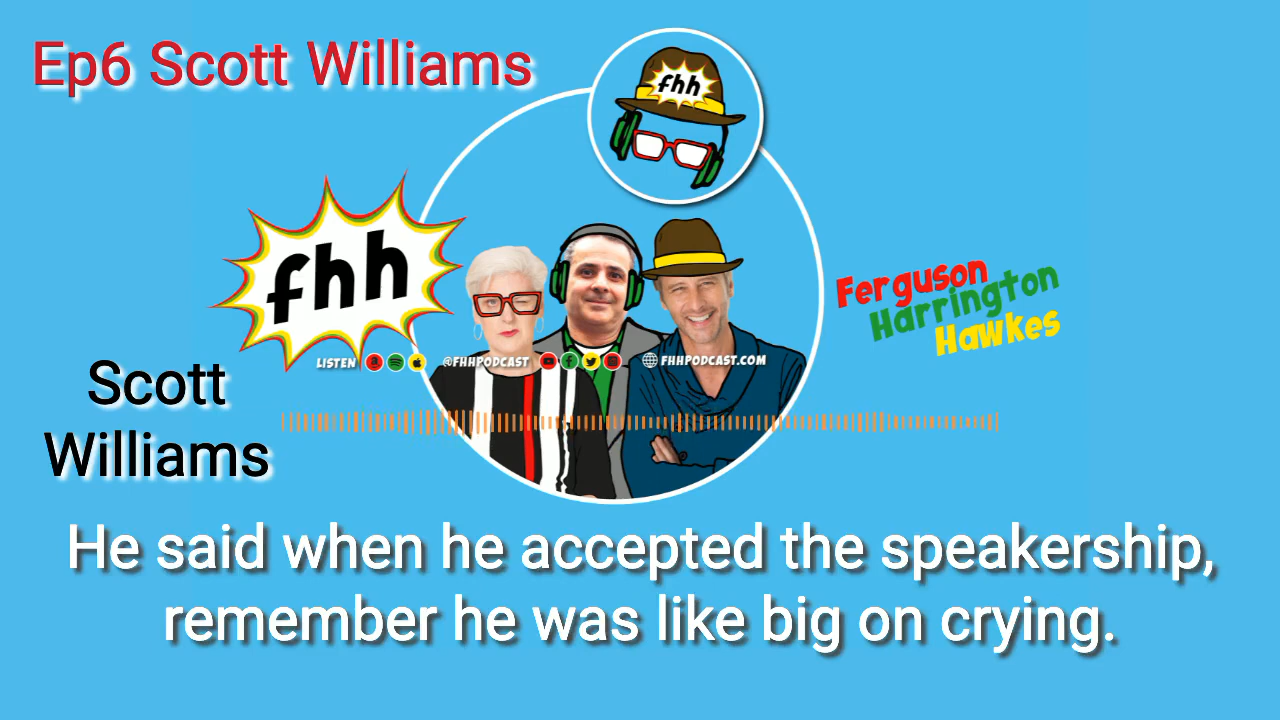 Ep6 Scott Williams
fhh
fhh
Ferguson
Harrington
Hawkes
LISTEN @FHHPODCAST FHHPODCAST.COM
Scott
Williams
He said when he accepted the speakership,
remember he was like big on crying.